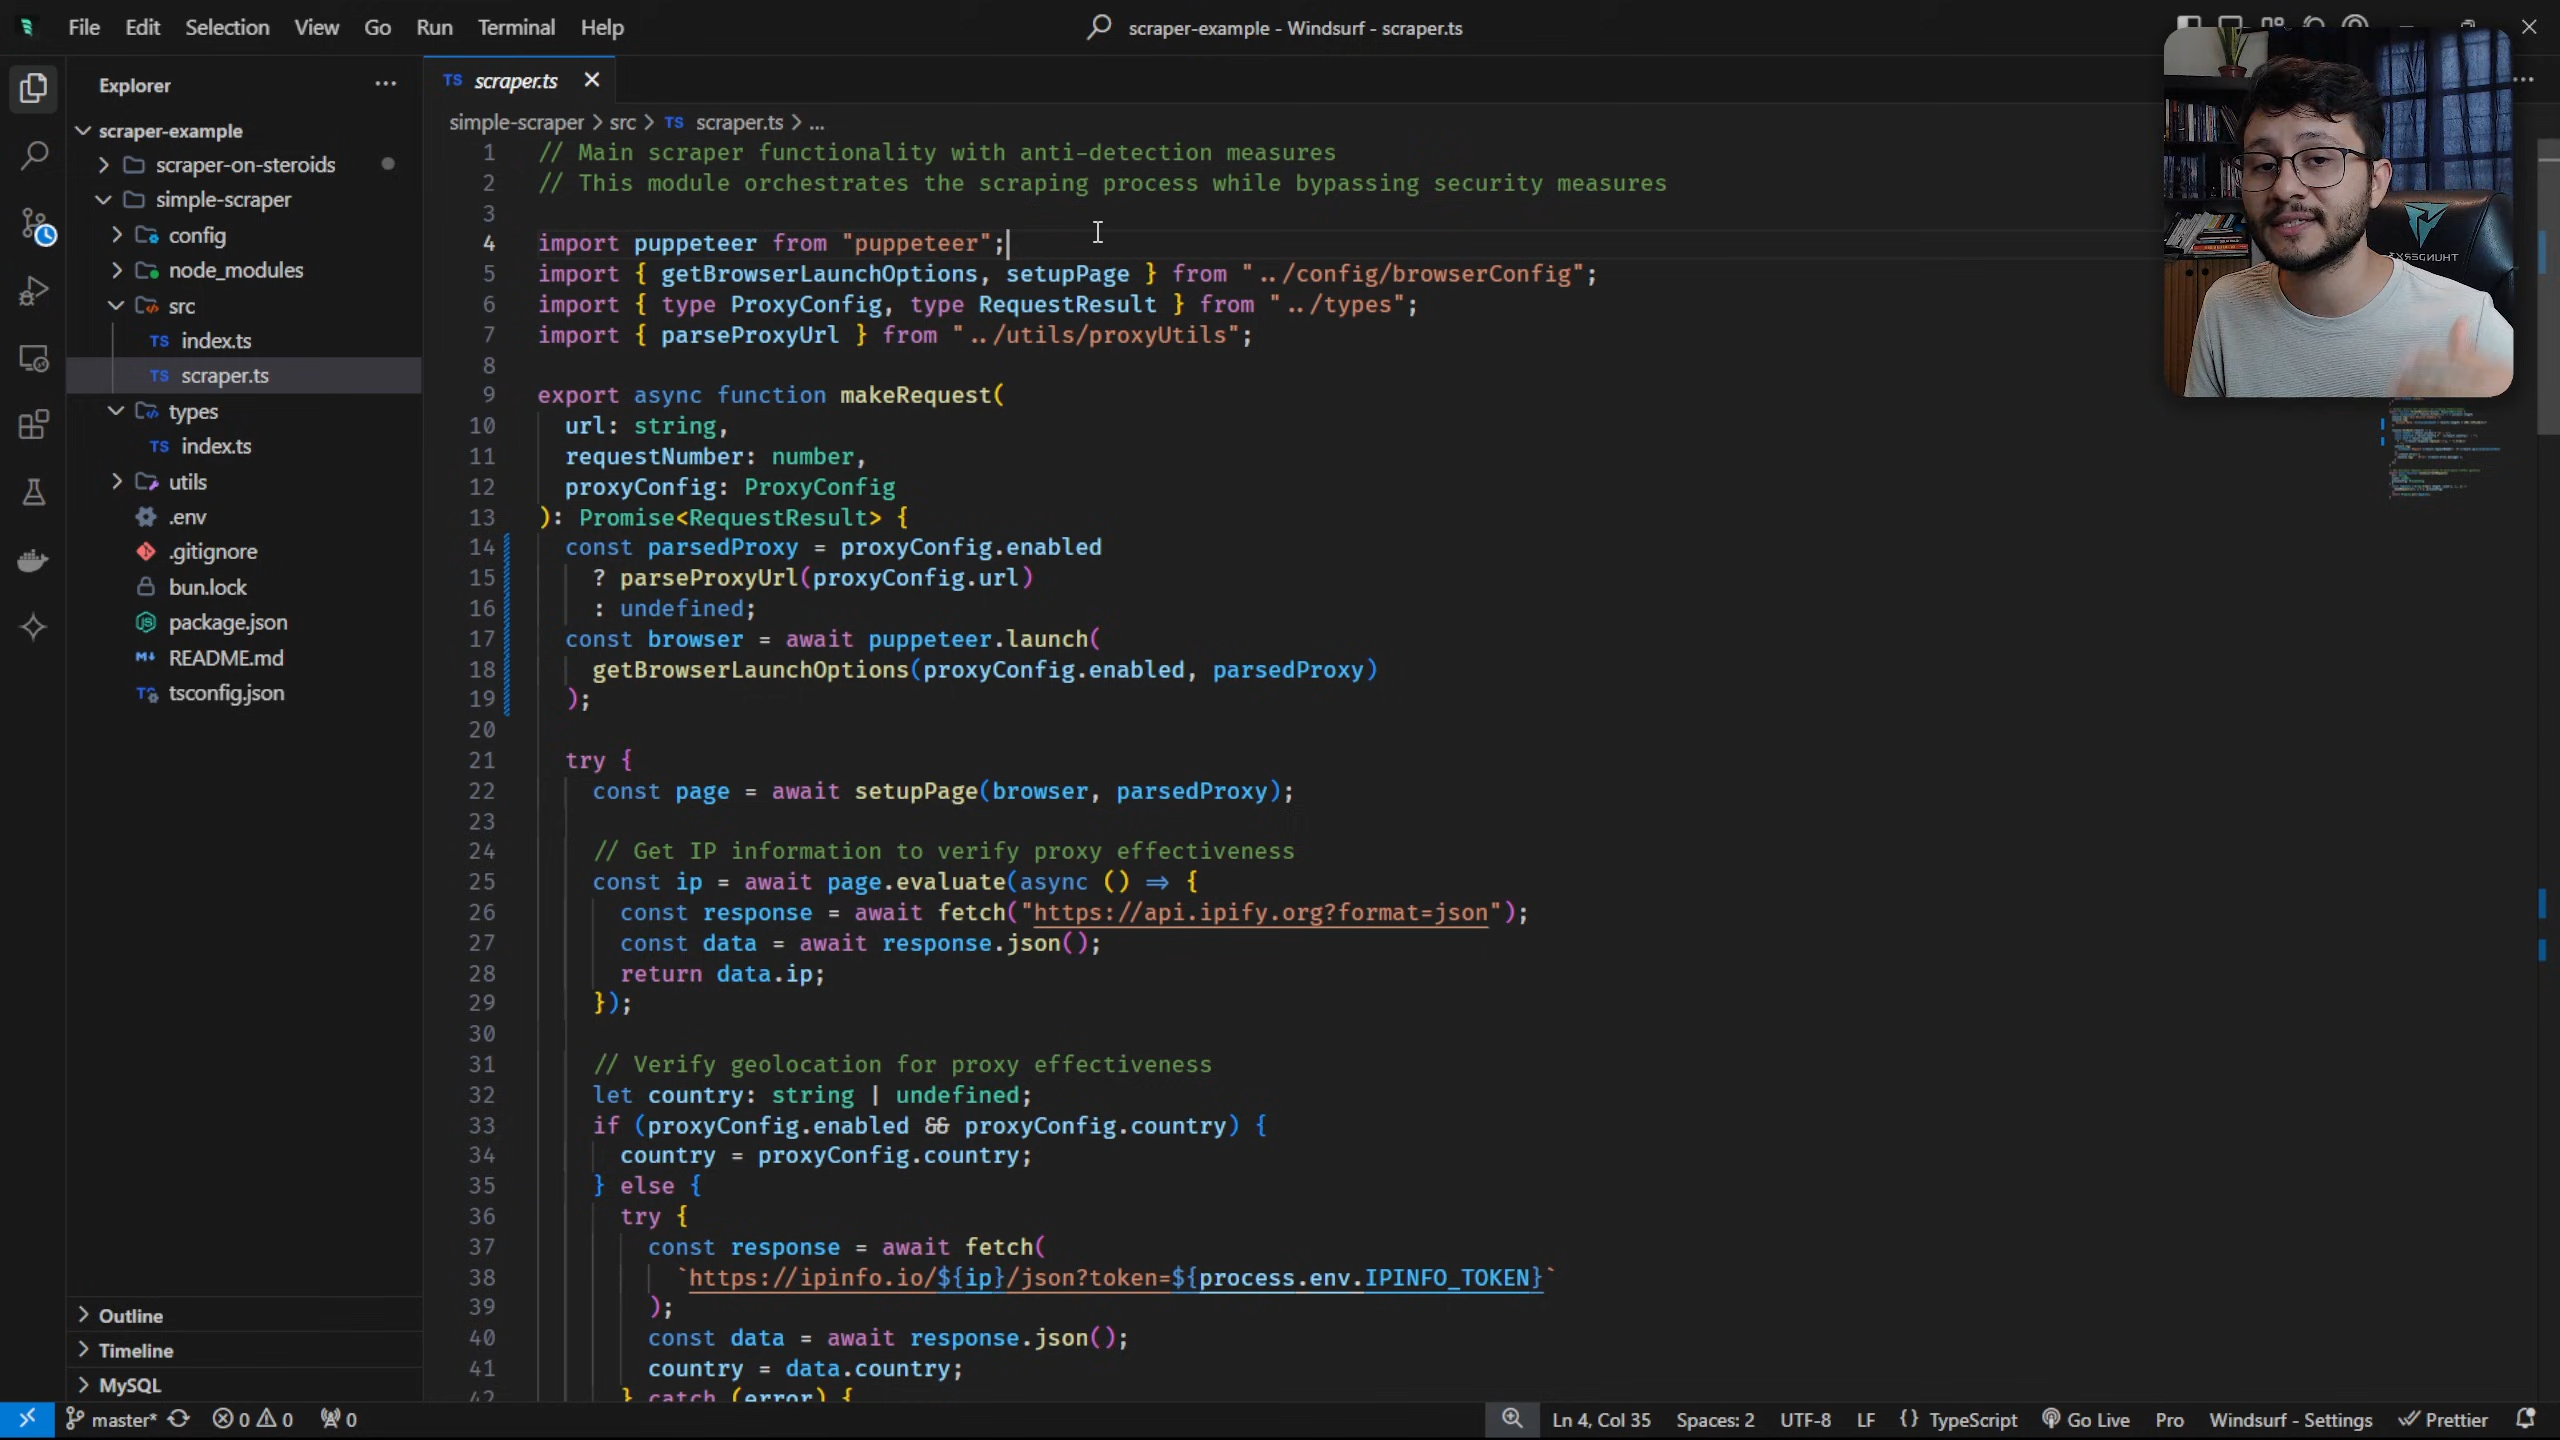 File Edit Selection View Go Run Terminal Help
scraper-example - Windsurf - scraper.ts
Explorer
scraper-example
scraper-on-steroids
simple-scraper
config
node_modules
src
TS index.ts
TS scraper.ts
types
TS index.ts
utils
.env
.gitignore
bun.lock
package.json
README.md
tsconfig.json
Outline
Timeline
MySQL
TS scraper.ts
simple-scraper > src > TS scraper.ts > ...
1 // Main scraper functionality with anti-detection measures
2 // This module orchestrates the scraping process while bypassing security measures
3
4 import puppeteer from "puppeteer";
5 import { getBrowserLaunchOptions, setupPage } from "../config/browserConfig";
6 import { type ProxyConfig, type RequestResult } from "../types";
7 import { parseProxyUrl } from "../utils/proxyUtils";
8
9 export async function makeRequest(
10 url: string,
11 requestNumber: number,
12 proxyConfig: ProxyConfig
13 ): Promise<RequestResult> {
14 const parsedProxy = proxyConfig.enabled
15 ? parseProxyUrl(proxyConfig.url)
16 : undefined;
17 const browser = await puppeteer.launch(
18 getBrowserLaunchOptions(proxyConfig.enabled, parsedProxy)
19 );
20
21 try {
22 const page = await setupPage(browser, parsedProxy);
23
24 // Get IP information to verify proxy effectiveness
25 const ip = await page.evaluate(async () => {
26 const response = await fetch("https://api.ipify.org?format=json");
27 const data = await response.json();
28 return data.ip;
29 });
30
31 // Verify geolocation for proxy effectiveness
32 let country: string | undefined;
33 if (proxyConfig.enabled && proxyConfig.country) {
34 country = proxyConfig.country;
35 } else {
36 try {
37 const response = await fetch(
38 `https://ipinfo.io/${ip}/json?token=${process.env.IPINFO_TOKEN}`
39 );
40 const data = await response.json();
41 country = data.country;
42 } catch (error) {
master* 0 0 0
Ln 4, Col 35 Spaces: 2 UTF-8 LF {} TypeScript Go Live Pro Windsurf - Settings Prettier